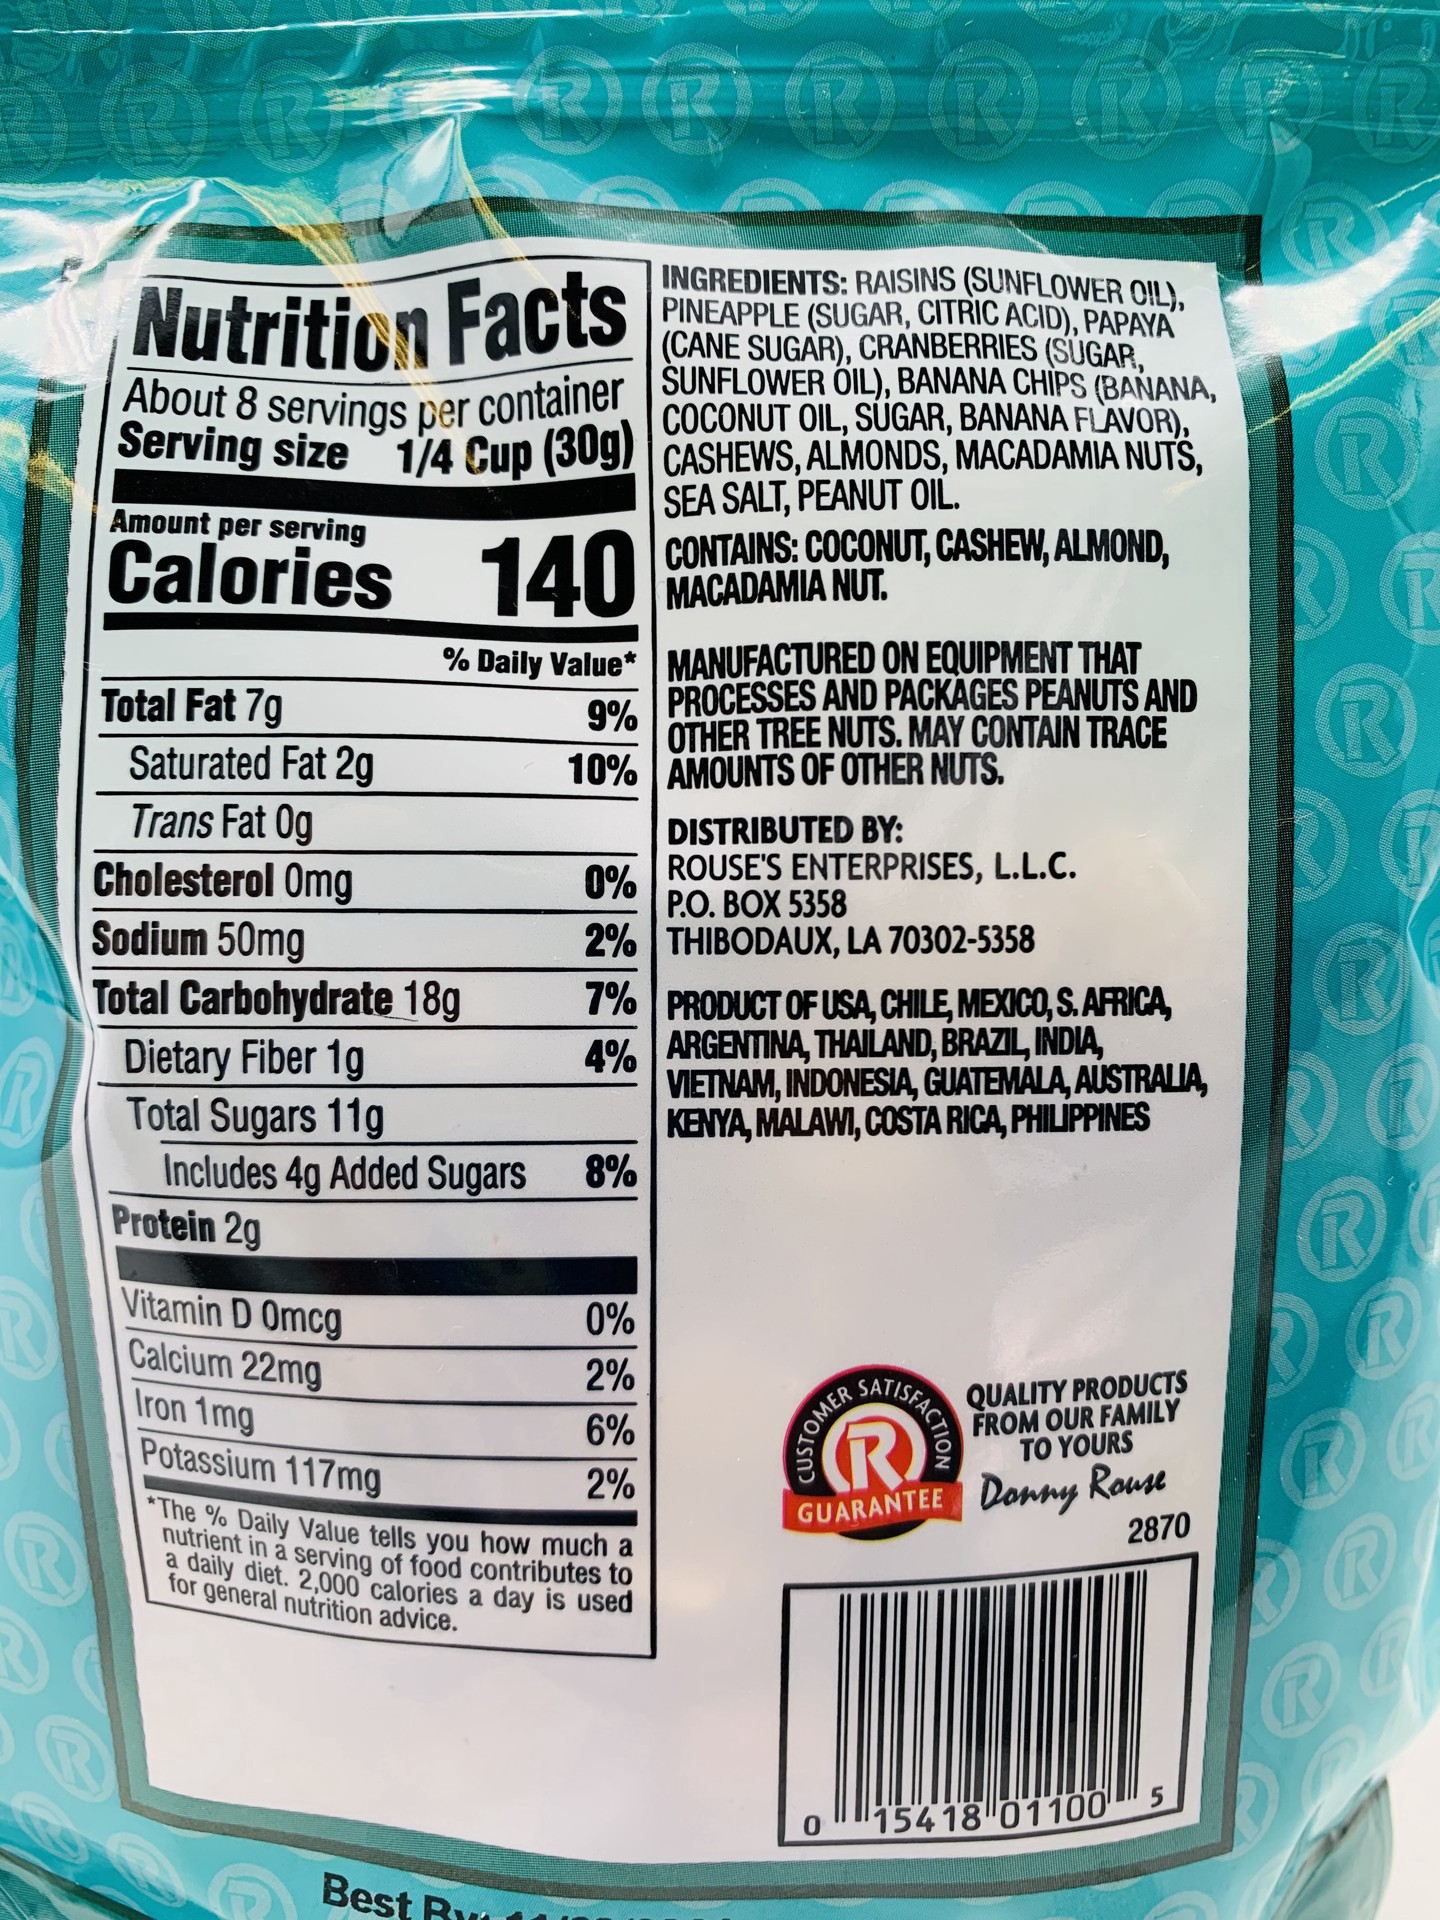 Nutrition Facts
About 8 servings per container
Serving size 1/4 Cup (30g)
Amount per serving
Calories 140
% Daily Value*
Total Fat 7g 9%
Saturated Fat 2g 10%
Trans Fat 0g
Cholesterol 0mg 0%
Sodium 50mg 2%
Total Carbohydrate 18g 7%
Dietary Fiber 1g 4%
Total Sugars 11g
Includes 4g Added Sugars 8%
Protein 2g
Vitamin D 0mcg 0%
Calcium 22mg 2%
Iron 1mg 6%
Potassium 117mg 2%
*The % Daily Value tells you how much a
nutrient in a serving of food contributes to
a daily diet. 2,000 calories a day is used
for general nutrition advice.
INGREDIENTS: RAISINS (SUNFLOWER OIL),
PINEAPPLE (SUGAR, CITRIC ACID), PAPAYA
(CANE SUGAR), CRANBERRIES (SUGAR,
SUNFLOWER OIL), BANANA CHIPS (BANANA,
COCONUT OIL, SUGAR, BANANA FLAVOR),
CASHEWS, ALMONDS, MACADAMIA NUTS,
SEA SALT, PEANUT OIL.
CONTAINS: COCONUT, CASHEW, ALMOND,
MACADAMIA NUT.
MANUFACTURED ON EQUIPMENT THAT
PROCESSES AND PACKAGES PEANUTS AND
OTHER TREE NUTS. MAY CONTAIN TRACE
AMOUNTS OF OTHER NUTS.
DISTRIBUTED BY:
ROUSE'S ENTERPRISES, L.L.C.
P.O. BOX 5358
THIBODAUX, LA 70302-5358
PRODUCT OF USA, CHILE, MEXICO, S. AFRICA,
ARGENTINA, THAILAND, BRAZIL, INDIA,
VIETNAM, INDONESIA, GUATEMALA, AUSTRALIA,
KENYA, MALAWI, COSTA RICA, PHILIPPINES
CUSTOMER SATISFACTION
R
GUARANTEE
QUALITY PRODUCTS
FROM OUR FAMILY
TO YOURS
Donny Rouse
2870
0 15418 01100 5
Best By: